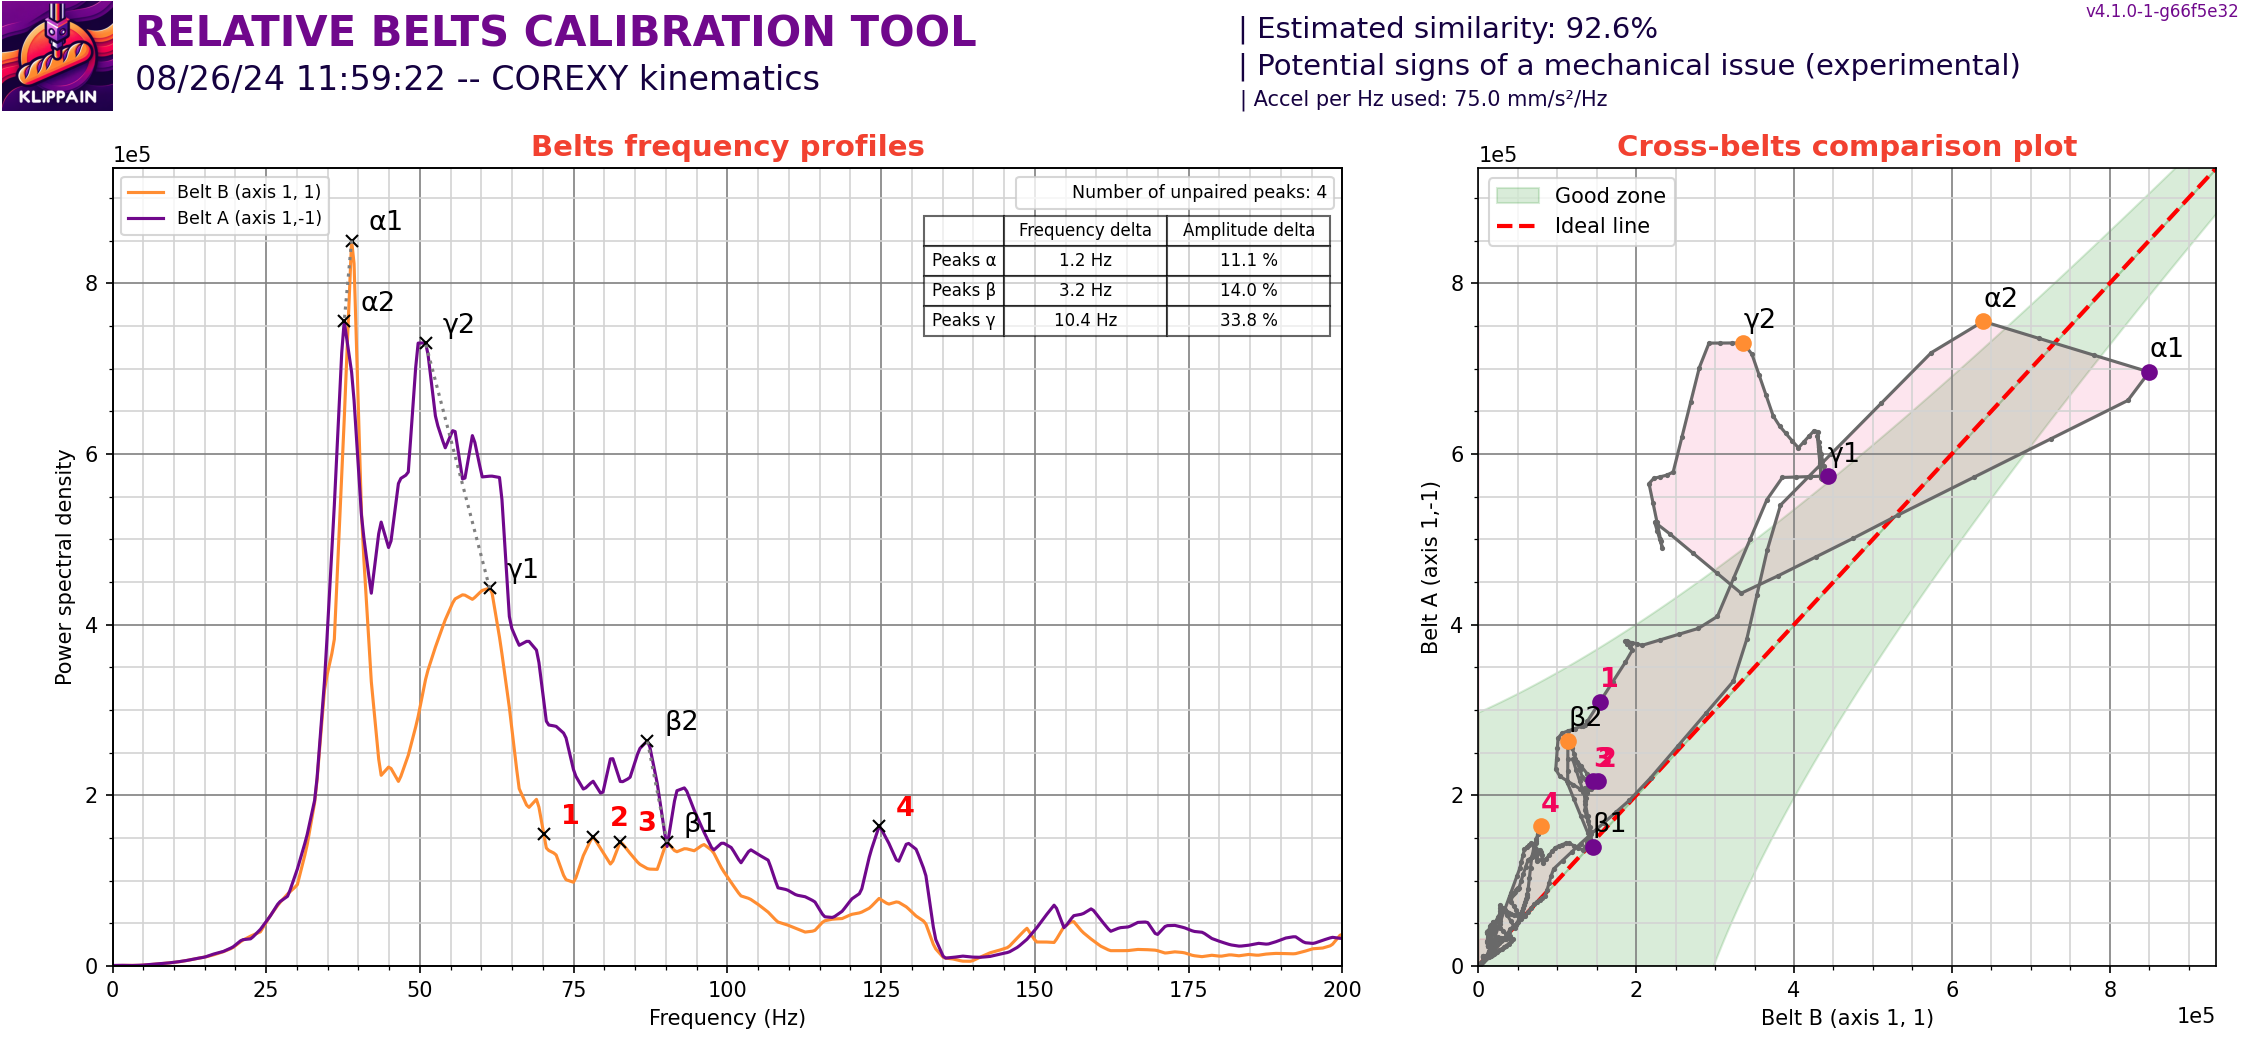 KLIPPAIN
RELATIVE BELTS CALIBRATION TOOL
08/26/24 11:59:22 -- COREXY kinematics
| Estimated similarity: 92.6%
| Potential signs of a mechanical issue (experimental)
| Accel per Hz used: 75.0 mm/s²/Hz
v4.1.0-1-g66f5e32
Belts frequency profiles
1e5
Belt B (axis 1, 1)
Belt A (axis 1,-1)
Number of unpaired peaks: 4
Frequency delta Amplitude delta
Peaks α 1.2 Hz 11.1 %
Peaks β 3.2 Hz 14.0 %
Peaks γ 10.4 Hz 33.8 %
α1
α2
γ2
γ1
β2
β1
1
2
3
4
8
6
4
2
0
Power spectral density
0 25 50 75 100 125 150 175 200
Frequency (Hz)
Cross-belts comparison plot
1e5
Good zone
Ideal line
γ2
α2
α1
γ1
1
β2
3
2
4
β1
8
6
4
2
0
Belt A (axis 1,-1)
0 2 4 6 8
Belt B (axis 1, 1)
1e5